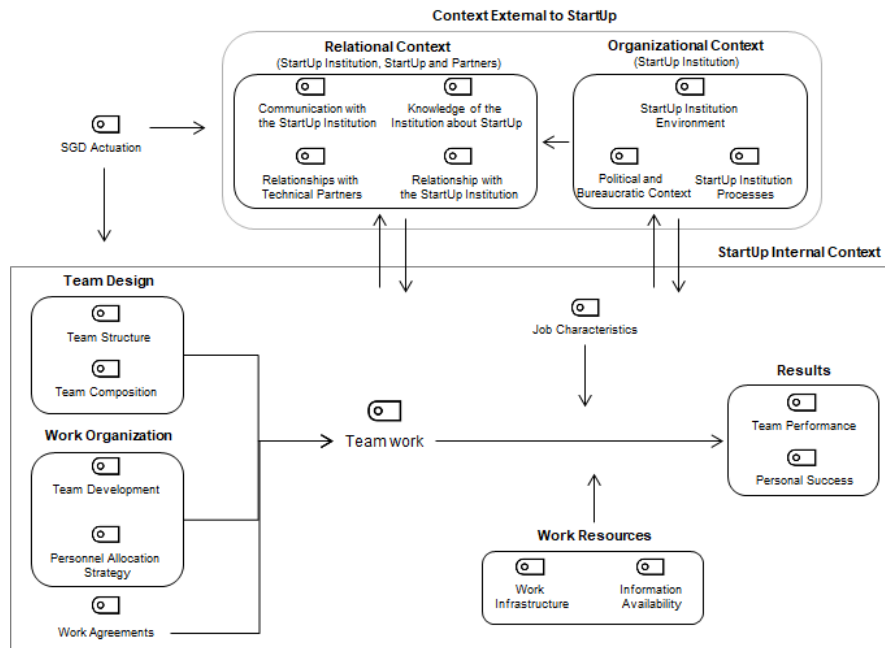 Context External to StartUp
Relational Context
(StartUp Institution, StartUp and Partners)
Communication with
the StartUp Institution
Knowledge of the
Institution about StartUp
Relationships with
Technical Partners
Relationship with
the StartUp Institution
Organizational Context
(StartUp Institution)
StartUp Institution
Environment
Political and
Bureaucratic Context
StartUp Institution
Processes
SGD Actuation
StartUp Internal Context
Team Design
Team Structure
Team Composition
Work Organization
Team Development
Personnel Allocation
Strategy
Work Agreements
Team work
Job Characteristics
Work Resources
Work
Infrastructure
Information
Availability
Results
Team Performance
Personal Success